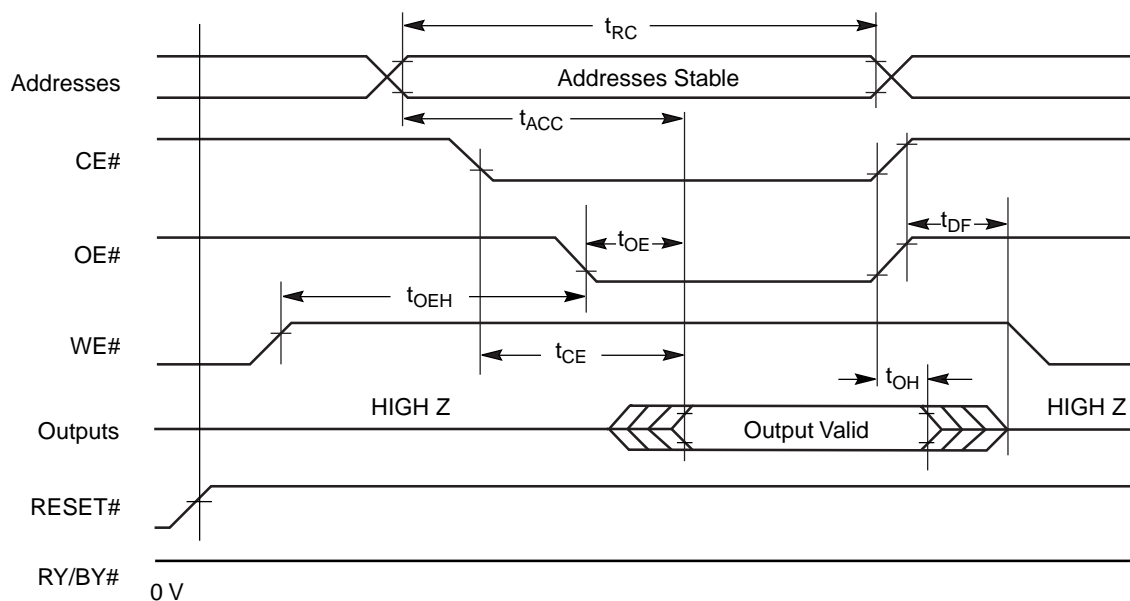 tRC
Addresses
Addresses Stable
tACC
CE#
tDF
OE#
tOE
tOEH
WE#
tCE
tOH
HIGH Z
HIGH Z
Outputs
Output Valid
RESET#
RY/BY#
0 V